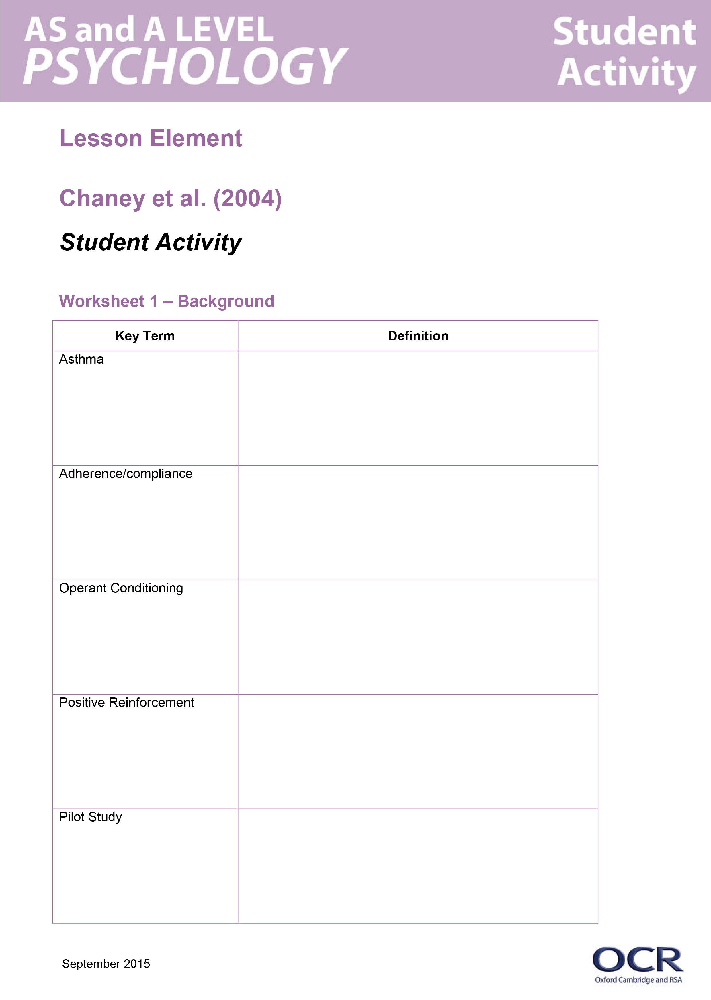 AS and A LEVEL
PSYCHOLOGY
Student
Activity
Lesson Element
Chaney et al. (2004)
Student Activity
Worksheet 1 – Background
Key Term
Definition
Asthma
Adherence/compliance
Operant Conditioning
Positive Reinforcement
Pilot Study
September 2015
OCR
Oxford Cambridge and RSA